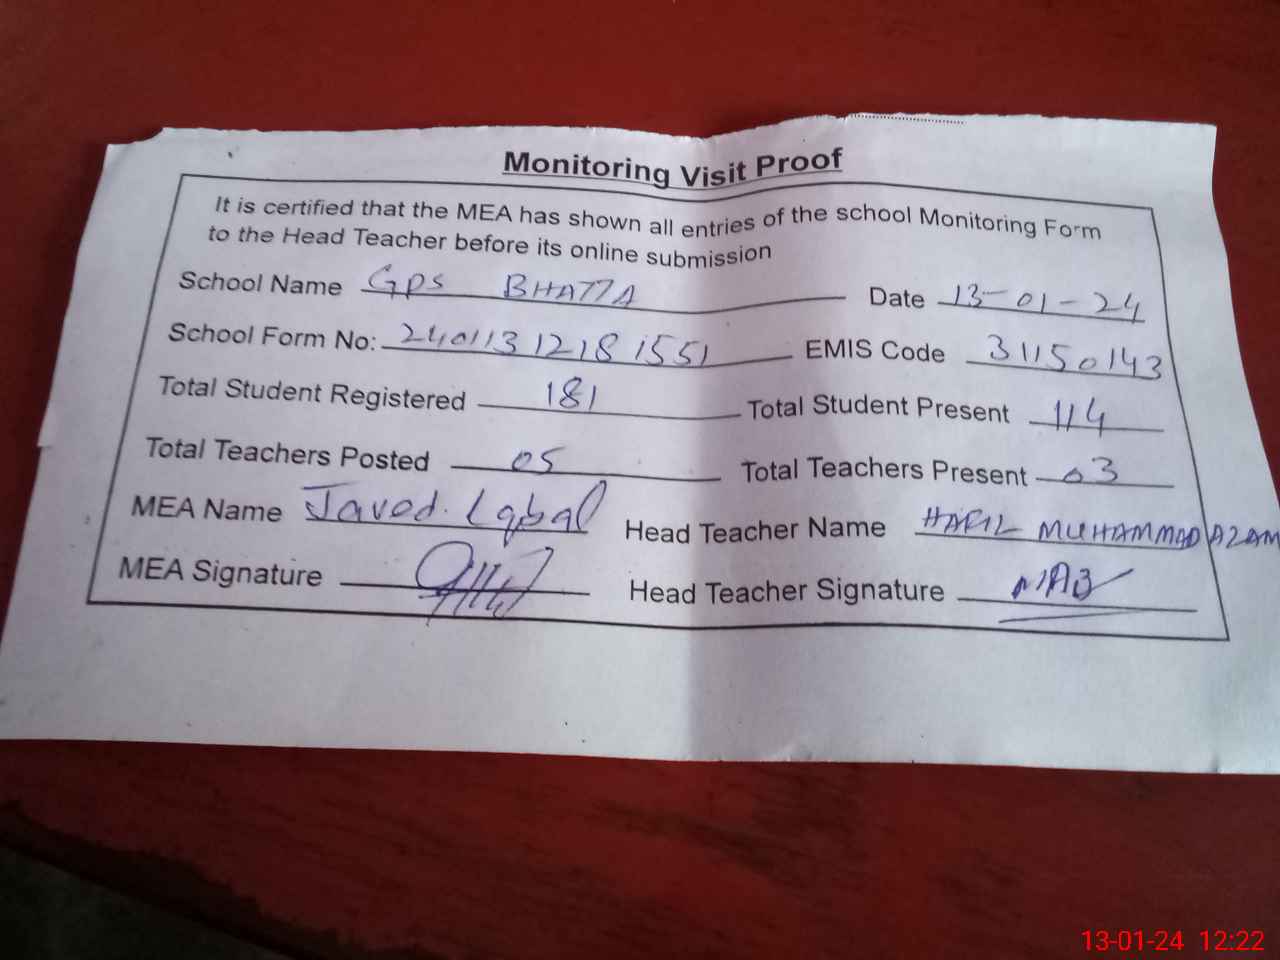 Monitoring Visit Proof
It is certified that the MEA has shown all entries of the school Monitoring Form
to the Head Teacher before its online submission
School Name GPS BHATTA Date 13-01-24
School Form No: 240113 1218 1551 EMIS Code 31150143
Total Student Registered 181 Total Student Present 114
Total Teachers Posted 05 Total Teachers Present 03
MEA Name Javed Iqbal Head Teacher Name MUHAMMAD AZAM
MEA Signature Head Teacher Signature
13-01-24 12:22